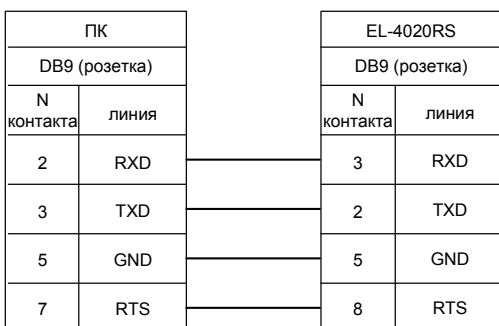 ПК EL-4020RS
DB9 (розетка) DB9 (розетка)
N контакта линия N контакта линия
2 RXD 3 RXD
3 TXD 2 TXD
5 GND 5 GND
7 RTS 8 RTS